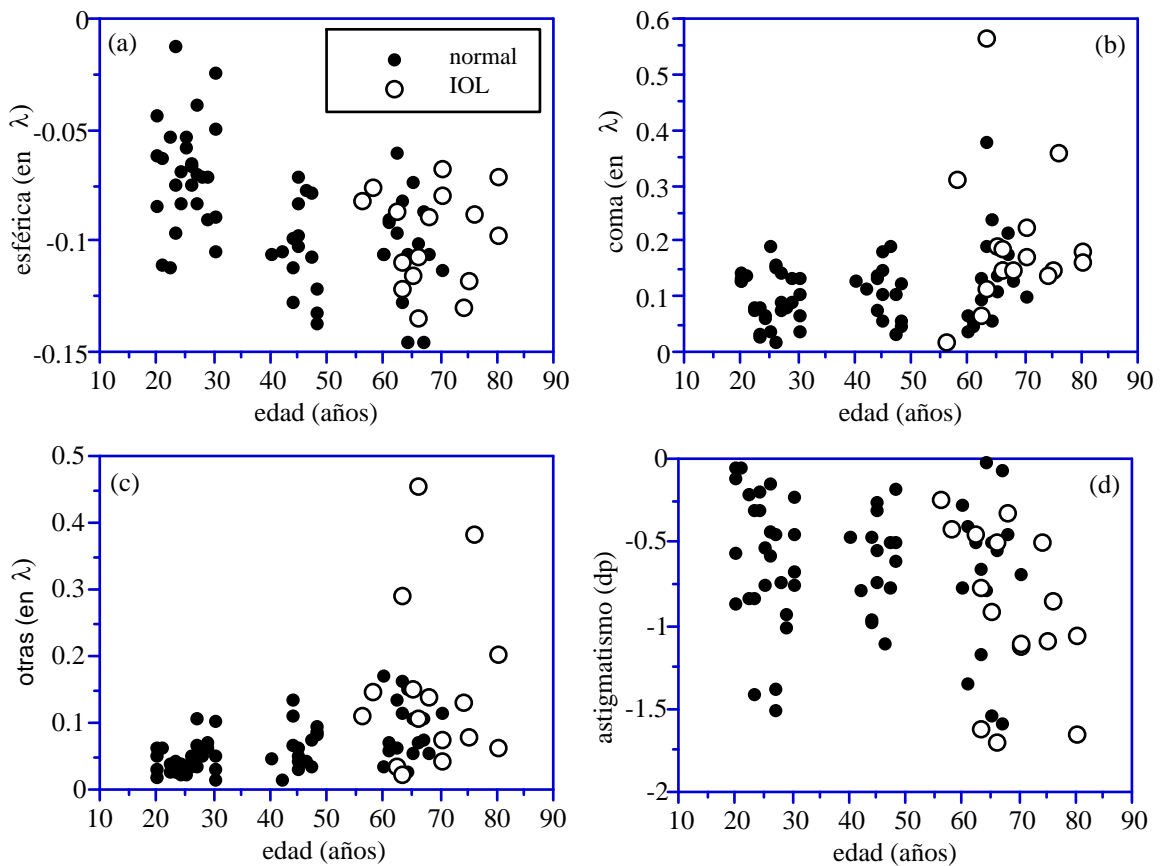 (a)
normal
IOL
0
-0.05
-0.1
-0.15
esférica (en λ)
10 20 30 40 50 60 70 80 90
edad (años)
(b)
0.6
0.5
0.4
0.3
0.2
0.1
0
coma (en λ)
10 20 30 40 50 60 70 80 90
edad (años)
(c)
0.5
0.4
0.3
0.2
0.1
0
otras (en λ)
10 20 30 40 50 60 70 80 90
edad (años)
(d)
0
-0.5
-1
-1.5
-2
astigmatismo (dp)
10 20 30 40 50 60 70 80 90
edad (años)